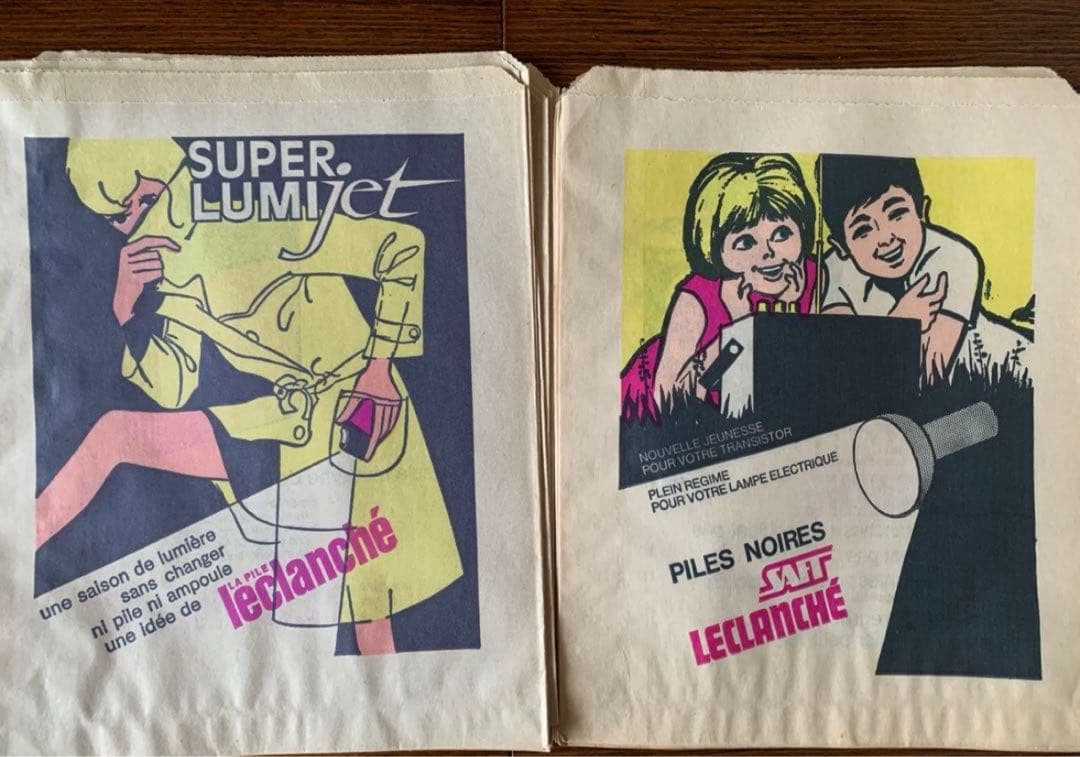 SUPER.
LUMIjet
une saison de lumière
sans changer
ni pile ni ampoule
une idée de
LA PILE
leclanché
NOUVELLE JEUNESSE
POUR VOTRE TRANSISTOR
PLEIN REGIME
POUR VOTRE LAMPE ELECTRIQUE
PILES NOIRES
SAFT
LECLANCHÉ